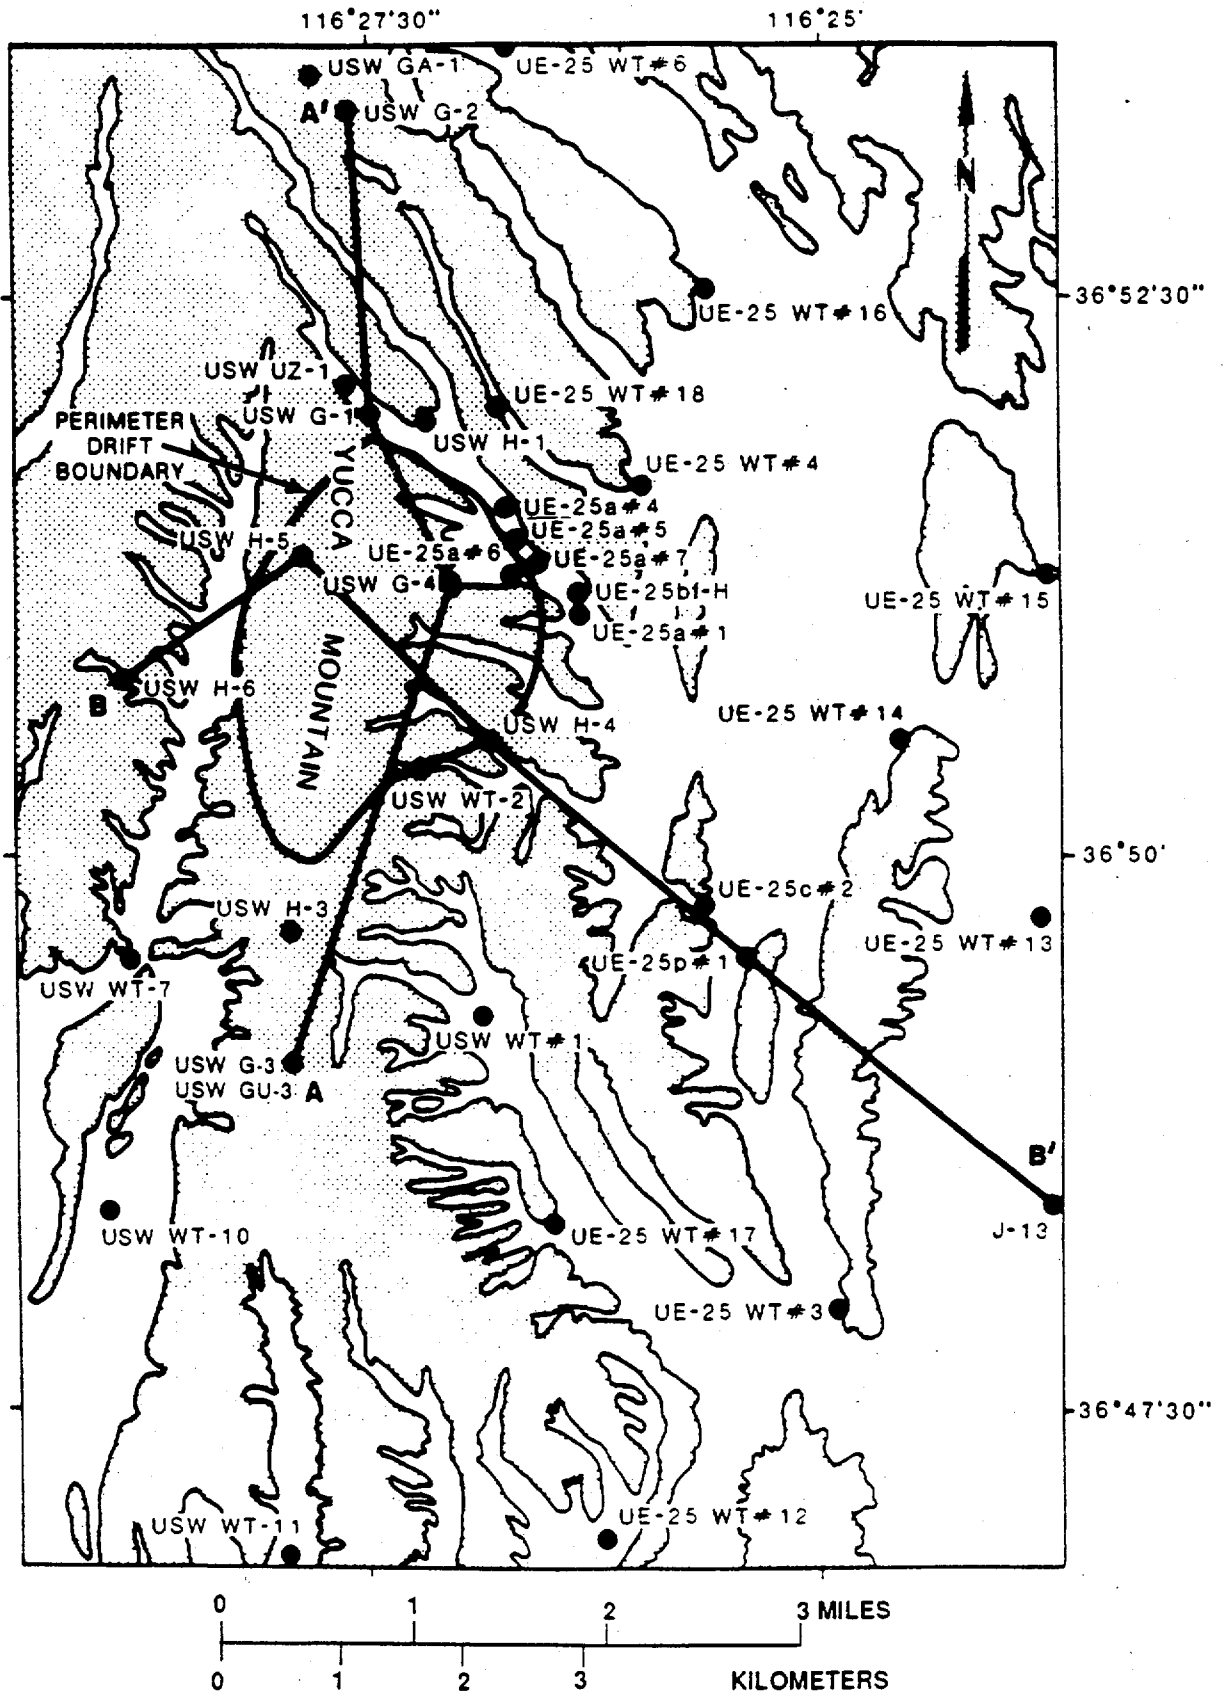 116°27'30"
116°25'
USW GA-1
UE-25 WT#6
A'
USW G-2
N
36°52'30"
UE-25 WT#16
USW UZ-1
UE-25 WT#18
USW G-1
PERIMETER
DRIFT
BOUNDARY
USW H-1
YUCCA
UE-25 WT#4
UE-25a#4
UE-25a#5
USW H-5
UE-25a#6
UE-25a#7
USW G-4
UE-25b1-H
UE-25 WT#15
UE-25a#1
MOUNTAIN
USW H-6
B
USW H-4
UE-25 WT#14
USW WT-2
36°50'
UE-25c#2
USW H-3
UE-25 WT#13
UE-25p#1
USW WT-7
USW WT#1
USW G-3
USW GU-3
A
B'
J-13
USW WT-10
UE-25 WT#17
UE-25 WT#3
36°47'30"
UE-25 WT#12
USW WT-11
0 1 2 3 MILES
0 1 2 3 KILOMETERS